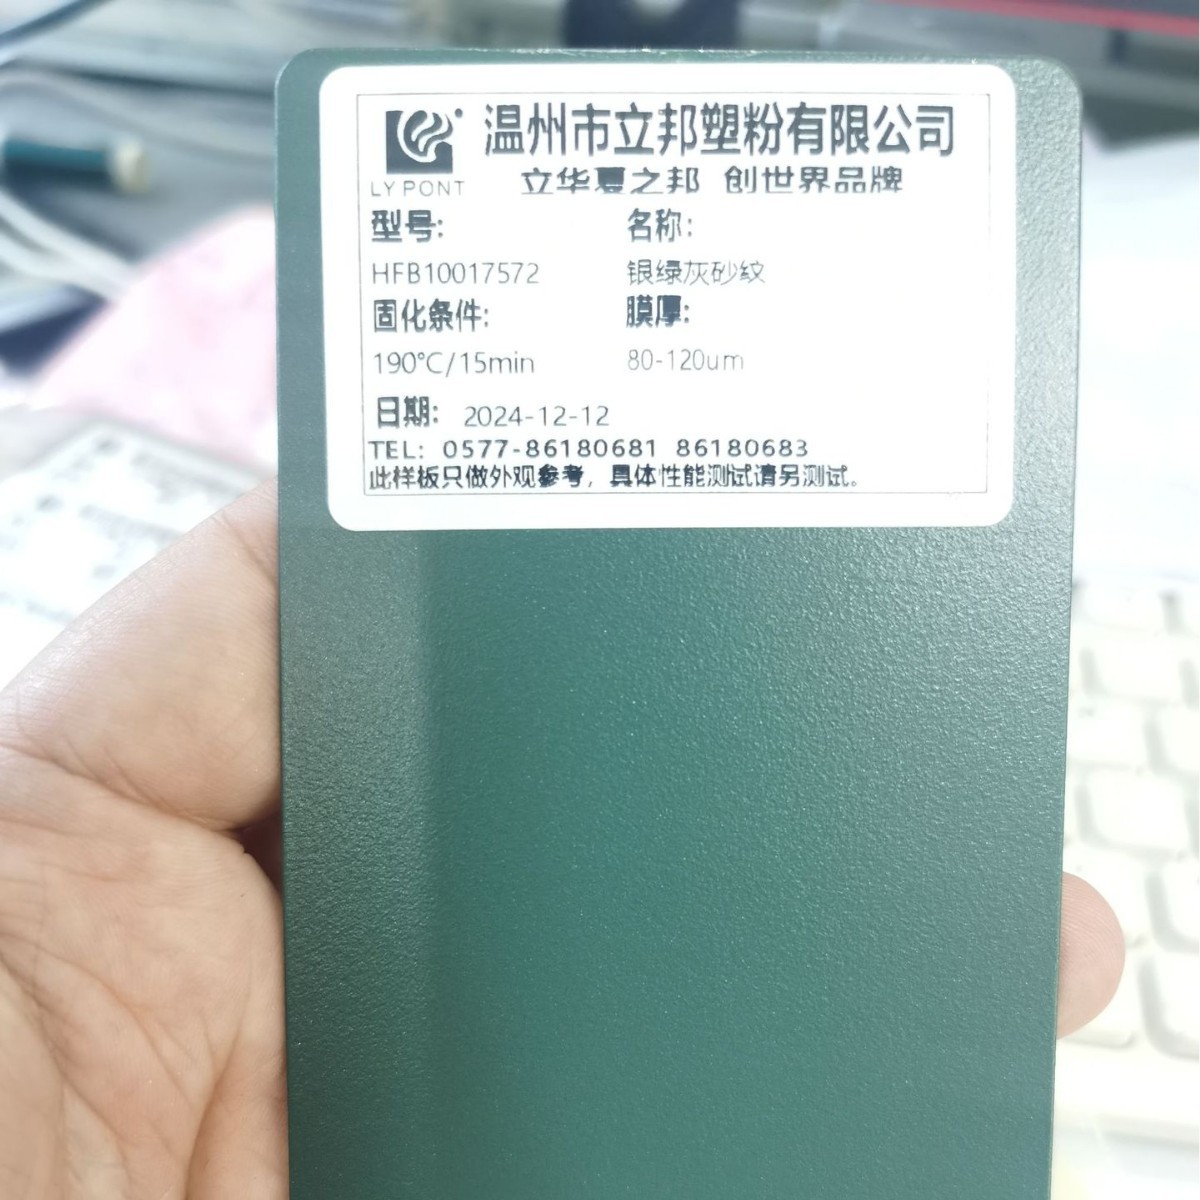 温州市立邦塑粉有限公司
LYPONT
立华夏之邦 创世界品牌
型号: 名称:
HFB10017572 银绿灰砂纹
固化条件: 膜厚:
190℃/15min 80-120um
日期: 2024-12-12
TEL: 0577-86180681 86180683
此样板只做外观参考，具体性能测试请另测试。